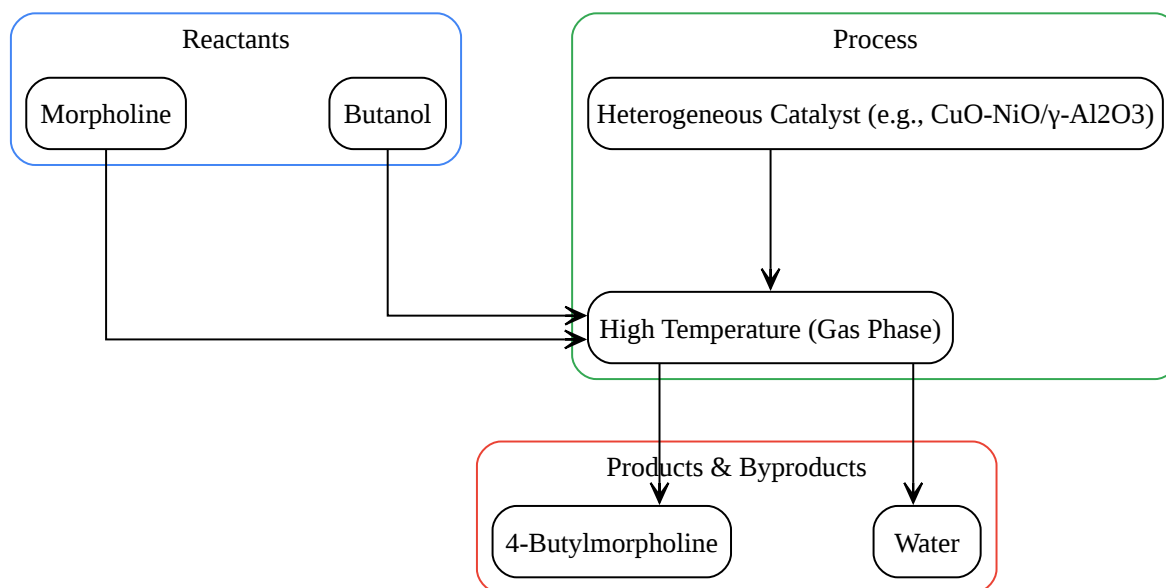 Reactants
Process
Morpholine
Butanol
Heterogeneous Catalyst (e.g., CuO-NiO/γ-Al2O3)
High Temperature (Gas Phase)
Products & Byproducts
4-Butylmorpholine
Water